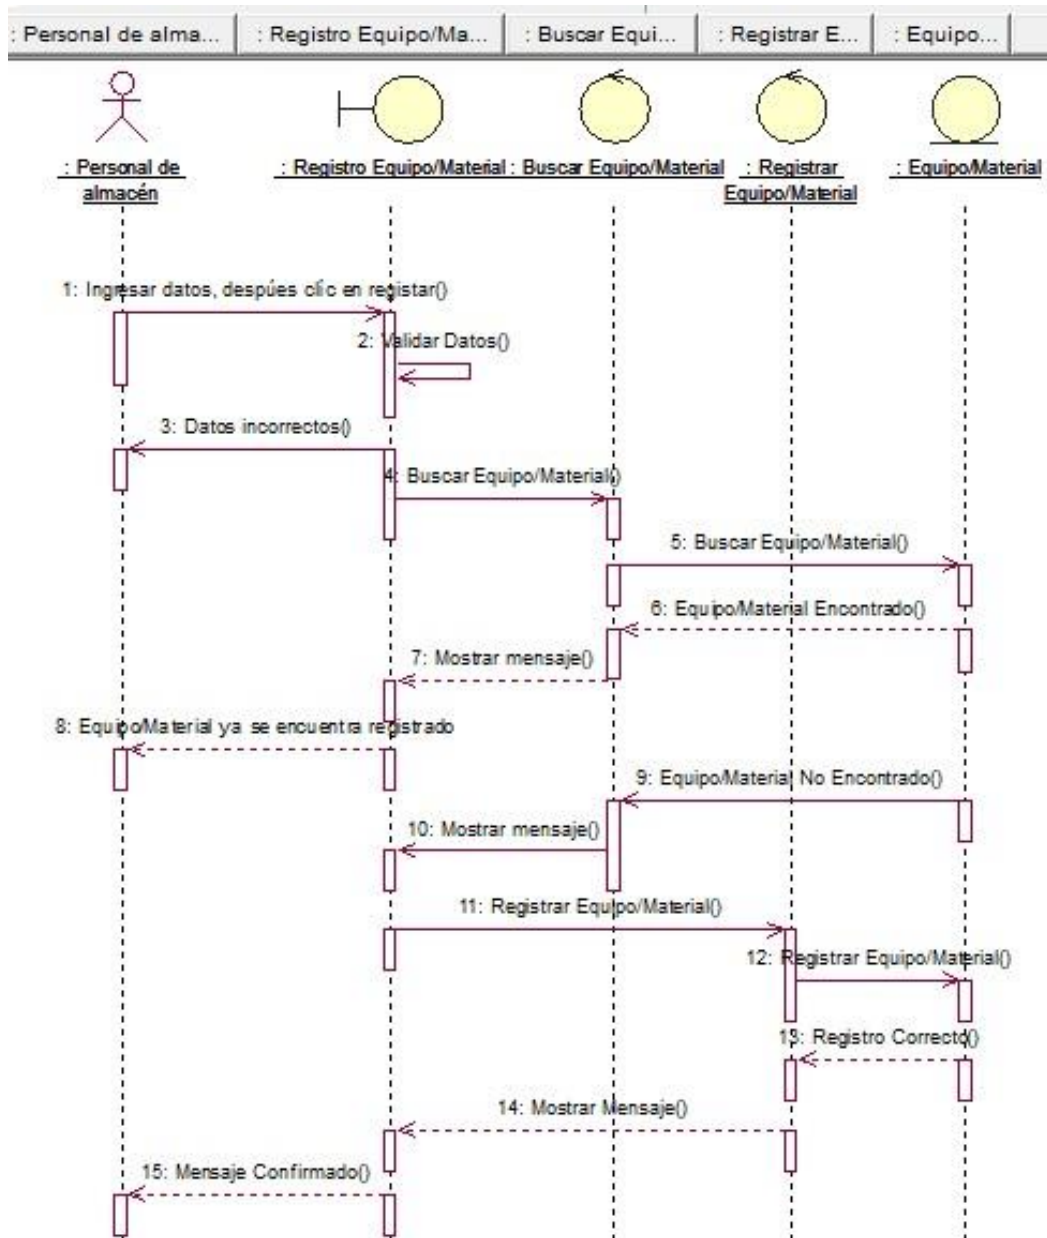 : Personal de alma...
: Registro Equipo/Ma...
: Buscar Equi...
: Registrar E...
: Equipo...
: Personal de
almacén
: Registro Equipo/Material
: Buscar Equipo/Material
: Registrar
Equipo/Material
: Equipo/Material
1: Ingresar datos, despúes clic en registar()
2: Validar Datos()
3: Datos incorrectos()
4: Buscar Equipo/Material()
5: Buscar Equipo/Material()
6: Equipo/Material Encontrado()
7: Mostrar mensaje()
8: Equipo/Material ya se encuentra registrado
9: Equipo/Material No Encontrado()
10: Mostrar mensaje()
11: Registrar Equipo/Material()
12: Registrar Equipo/Material()
13: Registro Correcto()
14: Mostrar Mensaje()
15: Mensaje Confirmado()